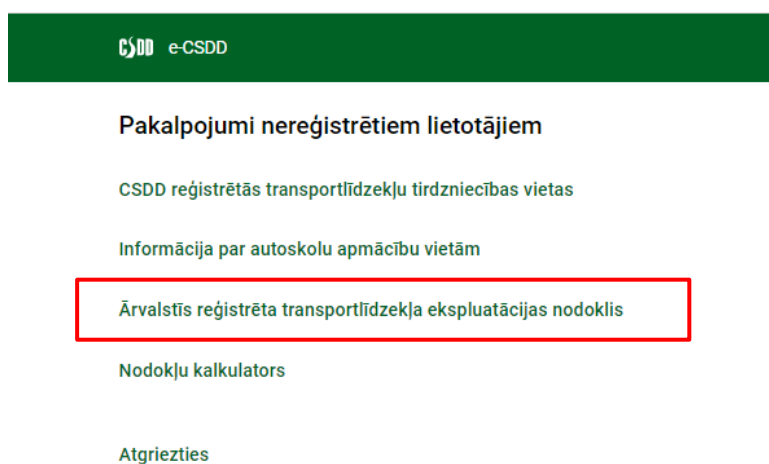 CSDD e-CSDD
Pakalpojumi nereģistrētiem lietotājiem
CSDD reģistrētās transportlīdzekļu tirdzniecības vietas
Informācija par autoskolu apmācību vietām
Ārvalstīs reģistrēta transportlīdzekļa ekspluatācijas nodoklis
Nodokļu kalkulators
Atgriezties